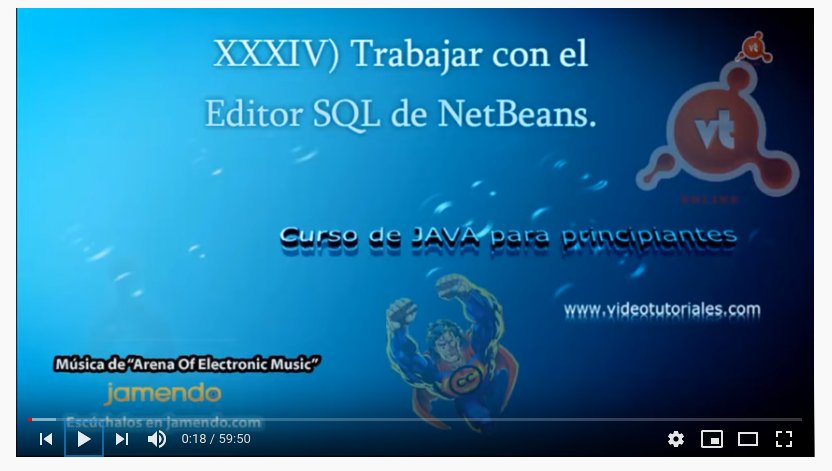 XXXIV) Trabajar con el
Editor SQL de NetBeans.
vt
vt
ONLINE
Curso de JAVA para principiantes
www.videotutoriales.com
cc
Música de "Arena Of Electronic Music"
jamendo
Escúchalos en jamendo.com
0:18 / 59:50